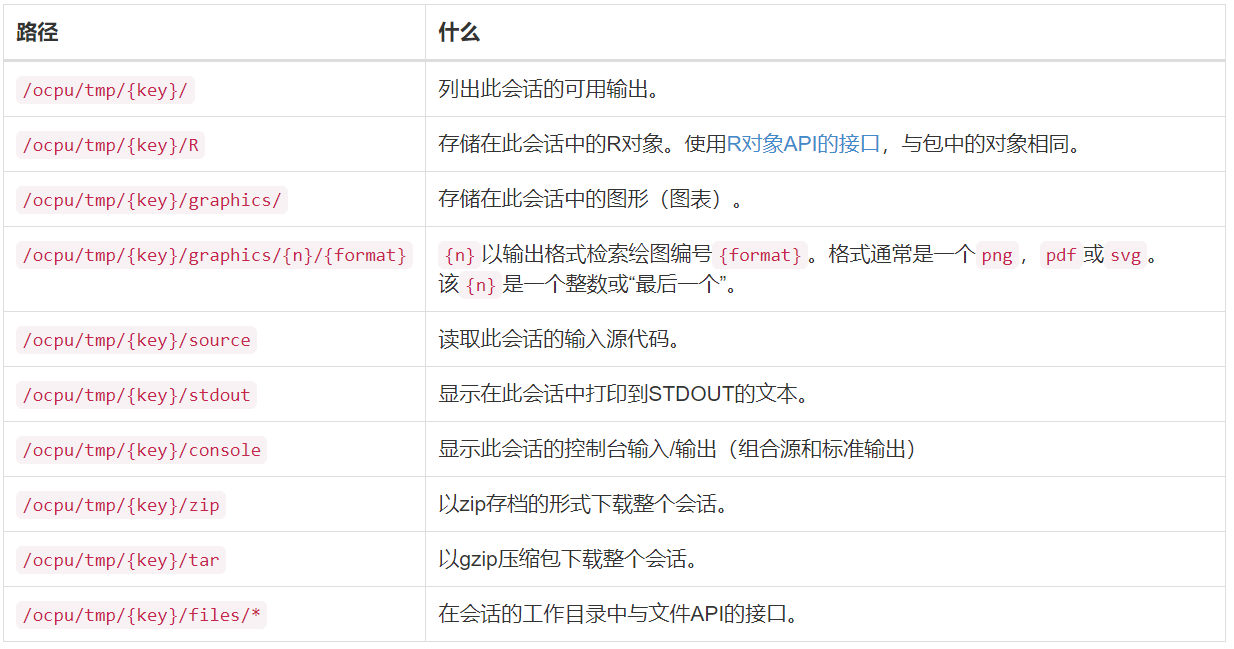 路径 什么
/ocpu/tmp/{key}/ 列出此会话的可用输出。
/ocpu/tmp/{key}/R 存储在此会话中的R对象。使用R对象API的接口，与包中的对象相同。
/ocpu/tmp/{key}/graphics/ 存储在此会话中的图形（图表）。
/ocpu/tmp/{key}/graphics/{n}/{format} {n}以输出格式检索绘图编号{format}。格式通常是一个png，pdf或svg。
该{n}是一个整数或“最后一个”。
/ocpu/tmp/{key}/source 读取此会话的输入源代码。
/ocpu/tmp/{key}/stdout 显示在此会话中打印到STDOUT的文本。
/ocpu/tmp/{key}/console 显示此会话的控制台输入/输出（组合源和标准输出）
/ocpu/tmp/{key}/zip 以zip存档的形式下载整个会话。
/ocpu/tmp/{key}/tar 以gzip压缩包下载整个会话。
/ocpu/tmp/{key}/files/* 在会话的工作目录中与文件API的接口。